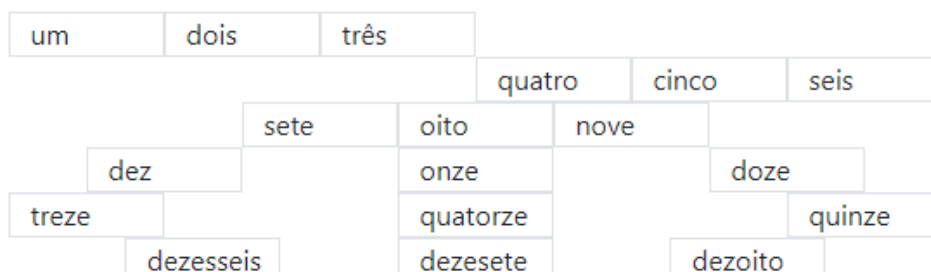 um dois três
quatro cinco seis
sete oito nove
dez onze doze
treze quatorze quinze
dezesseis dezesete dezoito